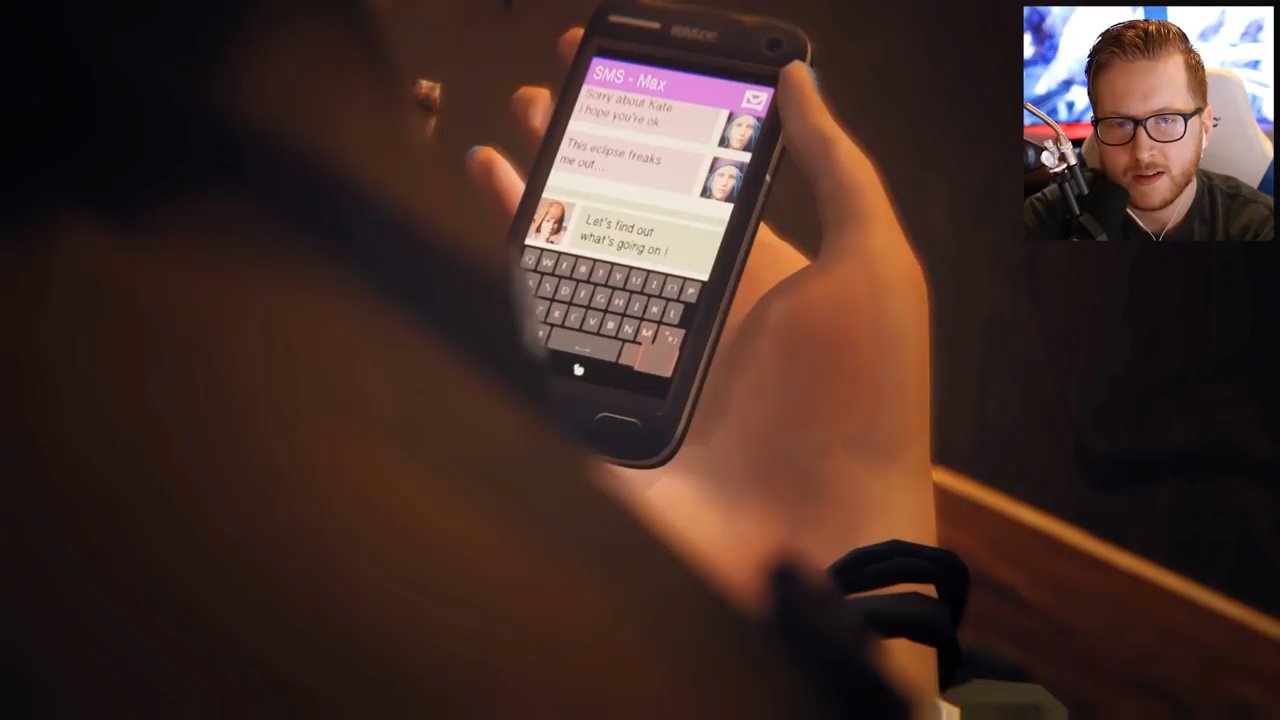 SMS - Max
Sorry about Kate
I hope you're ok
This eclipse freaks
me out...
Let's find out
what's going on !
Q W E R T Y U I O P
S D F G H J K L
Z X C V B N M